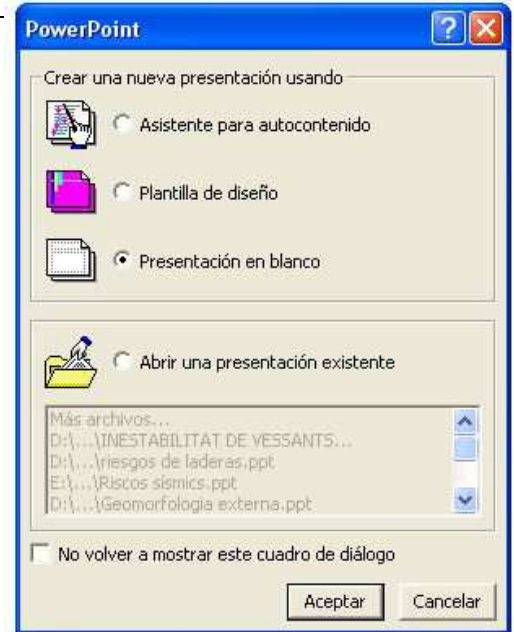 PowerPoint
Crear una nueva presentación usando
Asistente para autocontenido
Plantilla de diseño
Presentación en blanco
Abrir una presentación existente
Más archivos...
D:\...\INESTABILITAT DE VESSANTS...
D:\...\riesgos de laderas.ppt
E:\...\Riscos sísmics.ppt
D:\...\Geomorfologia externa.ppt
No volver a mostrar este cuadro de diálogo
Aceptar Cancelar